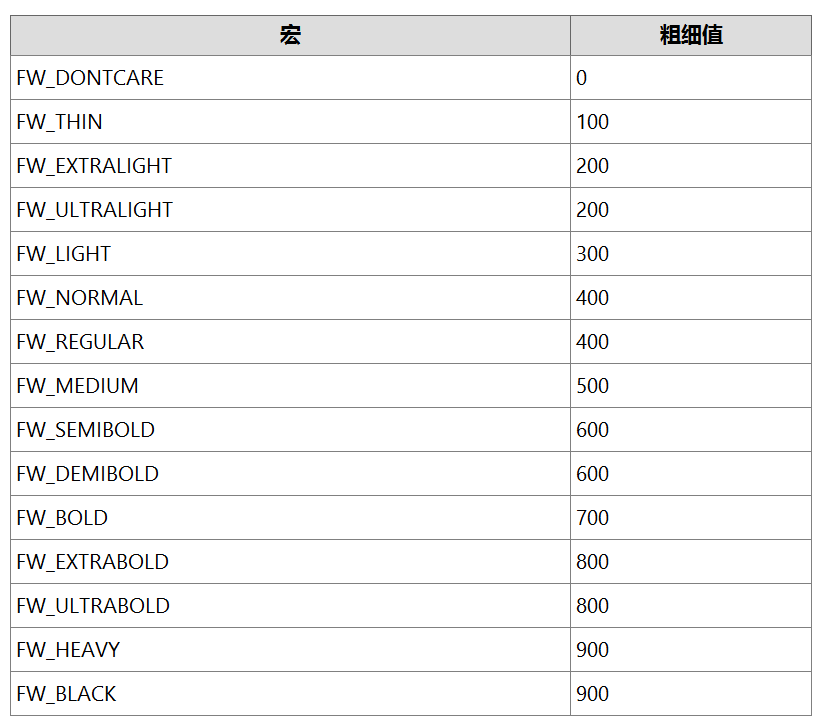 宏 粗细值
FW_DONTCARE 0
FW_THIN 100
FW_EXTRALIGHT 200
FW_ULTRALIGHT 200
FW_LIGHT 300
FW_NORMAL 400
FW_REGULAR 400
FW_MEDIUM 500
FW_SEMIBOLD 600
FW_DEMIBOLD 600
FW_BOLD 700
FW_EXTRABOLD 800
FW_ULTRABOLD 800
FW_HEAVY 900
FW_BLACK 900